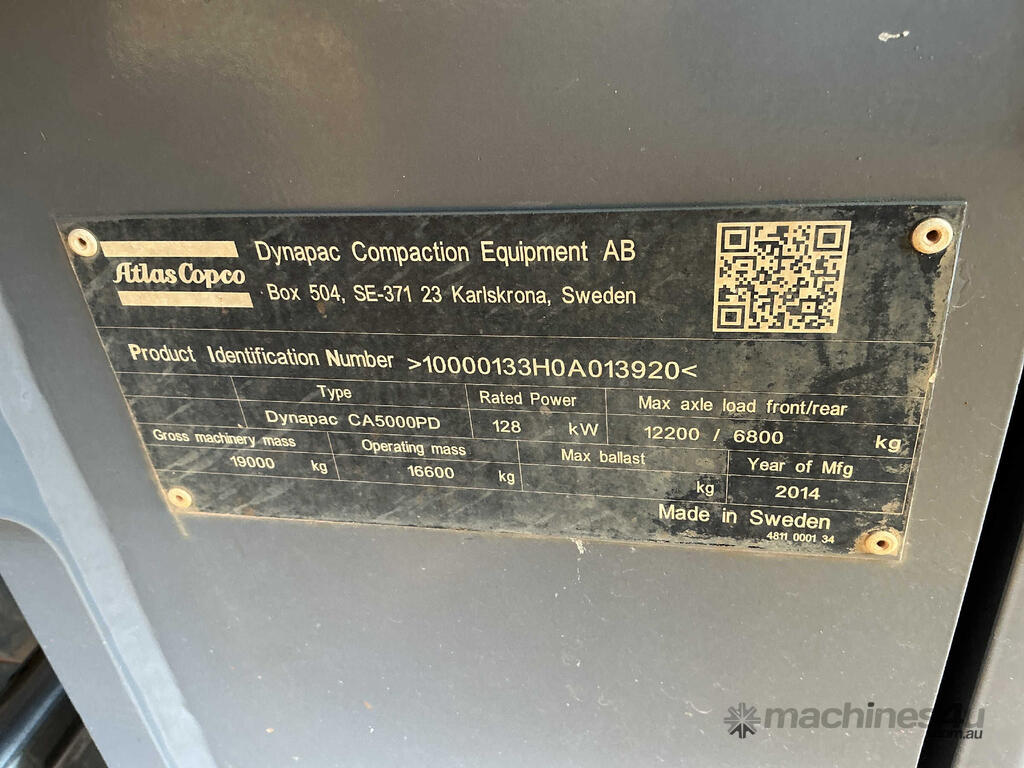 Atlas Copco
Dynapac Compaction Equipment AB
Box 504, SE-371 23 Karlskrona, Sweden
Product Identification Number >10000133H0A013920<
Type Rated Power Max axle load front/rear
Dynapac CA5000PD 128 kW 12200 / 6800 kg
Gross machinery mass Operating mass Max ballast Year of Mfg
19000 kg 16600 kg kg 2014
Made in Sweden
4811 0001 34
machines4u
.com.au